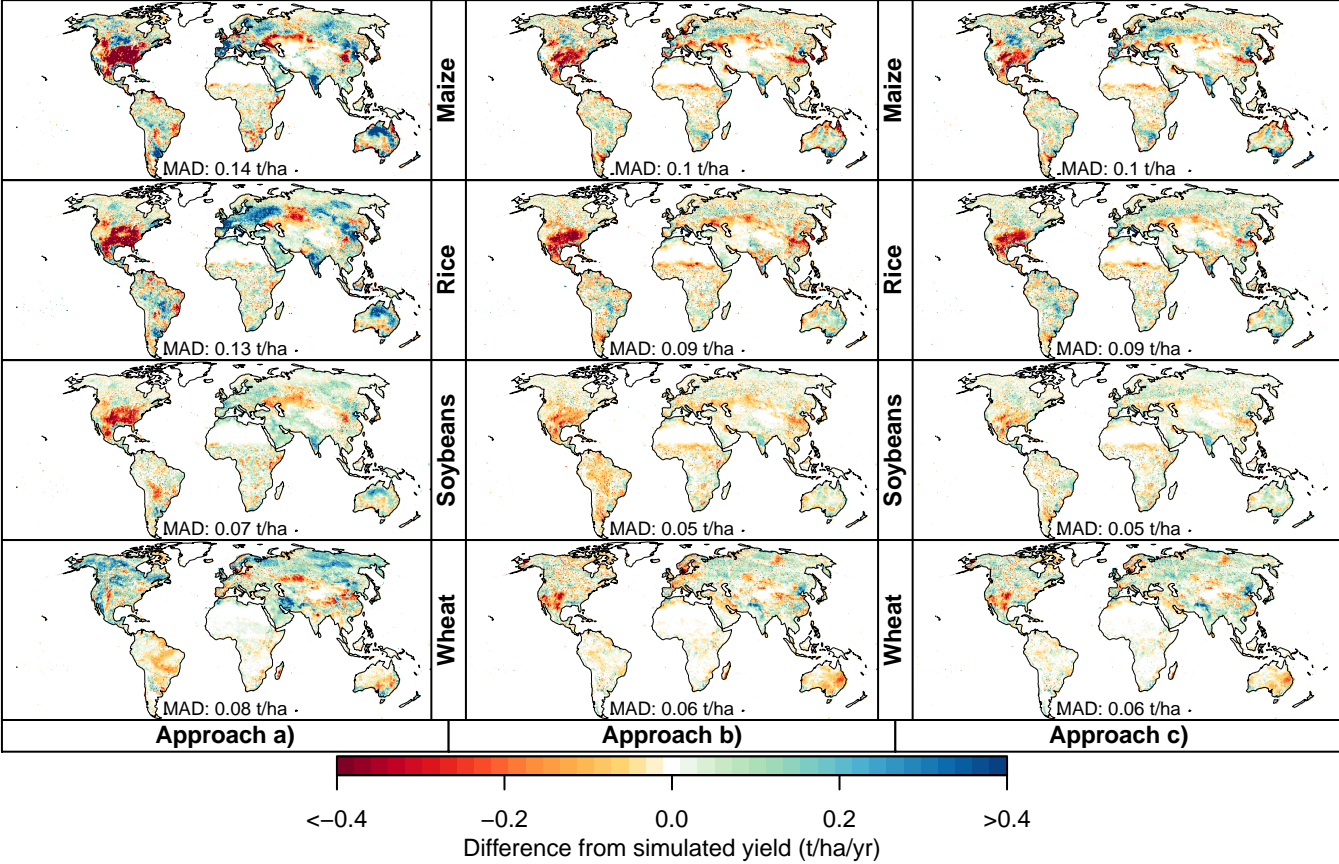 Maize
Maize
MAD: 0.14 t/ha
MAD: 0.1 t/ha
MAD: 0.1 t/ha
Rice
Rice
MAD: 0.13 t/ha
MAD: 0.09 t/ha
MAD: 0.09 t/ha
Soybeans
Soybeans
MAD: 0.07 t/ha
MAD: 0.05 t/ha
MAD: 0.05 t/ha
Wheat
Wheat
MAD: 0.08 t/ha
MAD: 0.06 t/ha
MAD: 0.06 t/ha
Approach a)
Approach b)
Approach c)
<−0.4 −0.2 0.0 0.2 >0.4
Difference from simulated yield (t/ha/yr)